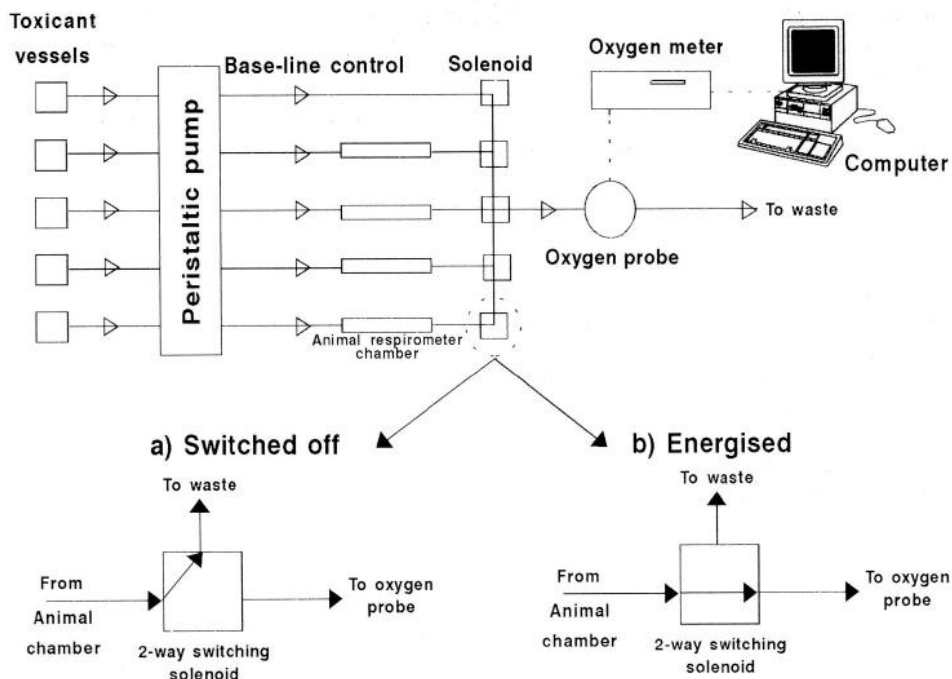 Toxicant
vessels
Peristaltic pump
Base-line control
Solenoid
Oxygen meter
Computer
Oxygen probe
To waste
Animal respirometer
chamber
a) Switched off
To waste
From
Animal
chamber
To oxygen
probe
2-way switching
solenoid
b) Energised
To waste
From
Animal
chamber
To oxygen
probe
2-way switching
solenoid